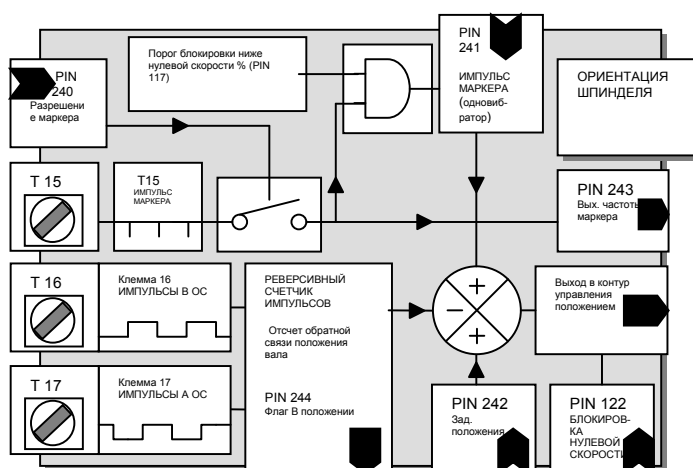 Порог блокировки ниже
нулевой скорости % (PIN
117)
PIN
241
ИМПУЛЬС
МАРКЕРА
(одновиб-
ратор)
ОРИЕНТАЦИЯ
ШПИНДЕЛЯ
PIN
240
Разрешени
е маркера
T 15
T15
ИМПУЛЬС
МАРКЕРА
PIN 243
Вых. частоты
маркера
T 16
Клемма 16
ИМПУЛЬСЫ В ОС
РЕВЕРСИВНЫЙ
СЧЕТЧИК
ИМПУЛЬСОВ
Отсчет обратной
связи положения
вала
PIN 244
Флаг В положении
+
-
+
Выход в контур
управления
положением
T 17
Клемма 17
ИМПУЛЬСЫ А ОС
PIN 242
Зад.
положения
PIN 122
БЛОКИРОВ-
КА
НУЛЕВОЙ
СКОРОСТИ